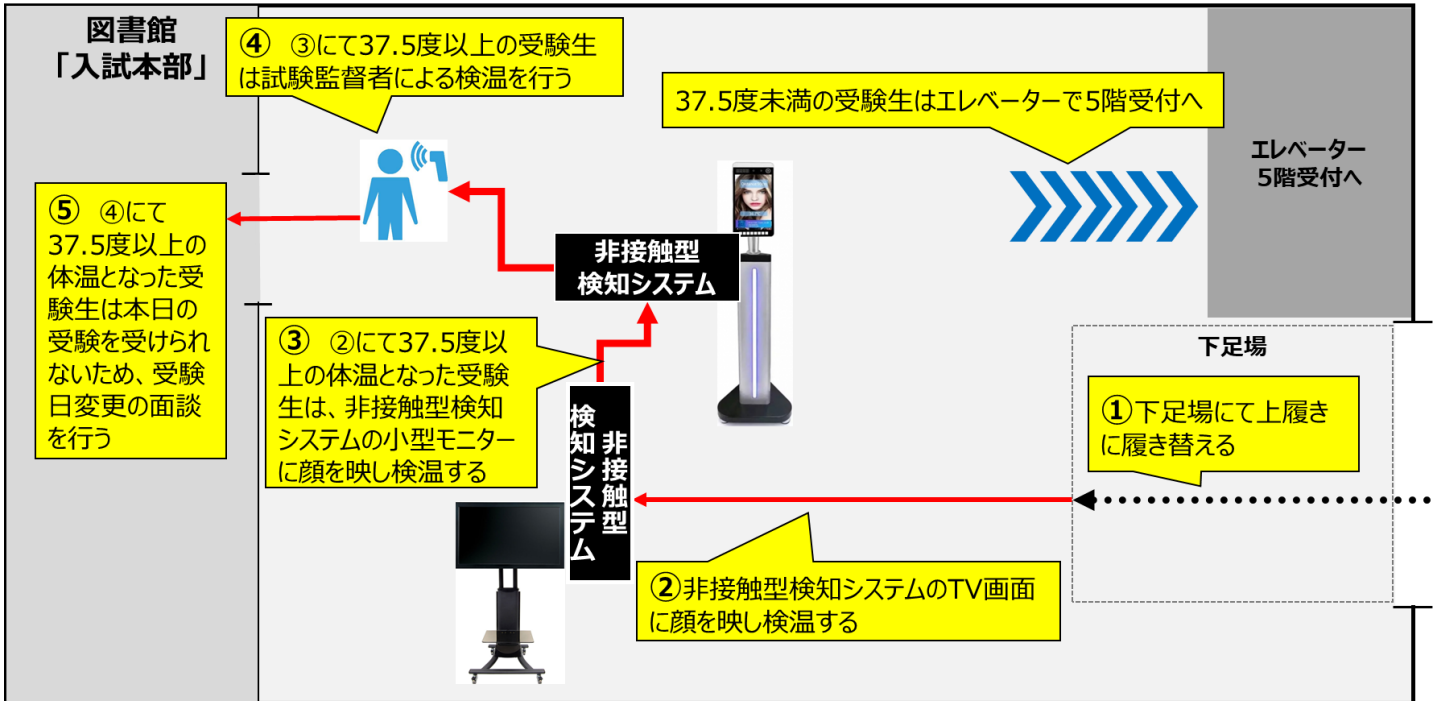 図書館
「入試本部」
④ ③にて37.5度以上の受験生
は試験監督者による検温を行う
37.5度未満の受験生はエレベーターで5階受付へ
エレベーター
5階受付へ
⑤ ④にて
37.5度以上の
体温となった受
験生は本日の
受験を受けられ
ないため、受験
日変更の面談
を行う
非接触型
検知システム
③ ②にて37.5度以
上の体温となった受験
生は、非接触型検知
システムの小型モニター
に顔を映し検温する
非接触型
検知システム
下足場
①下足場にて上履き
に履き替える
②非接触型検知システムのTV画面
に顔を映し検温する